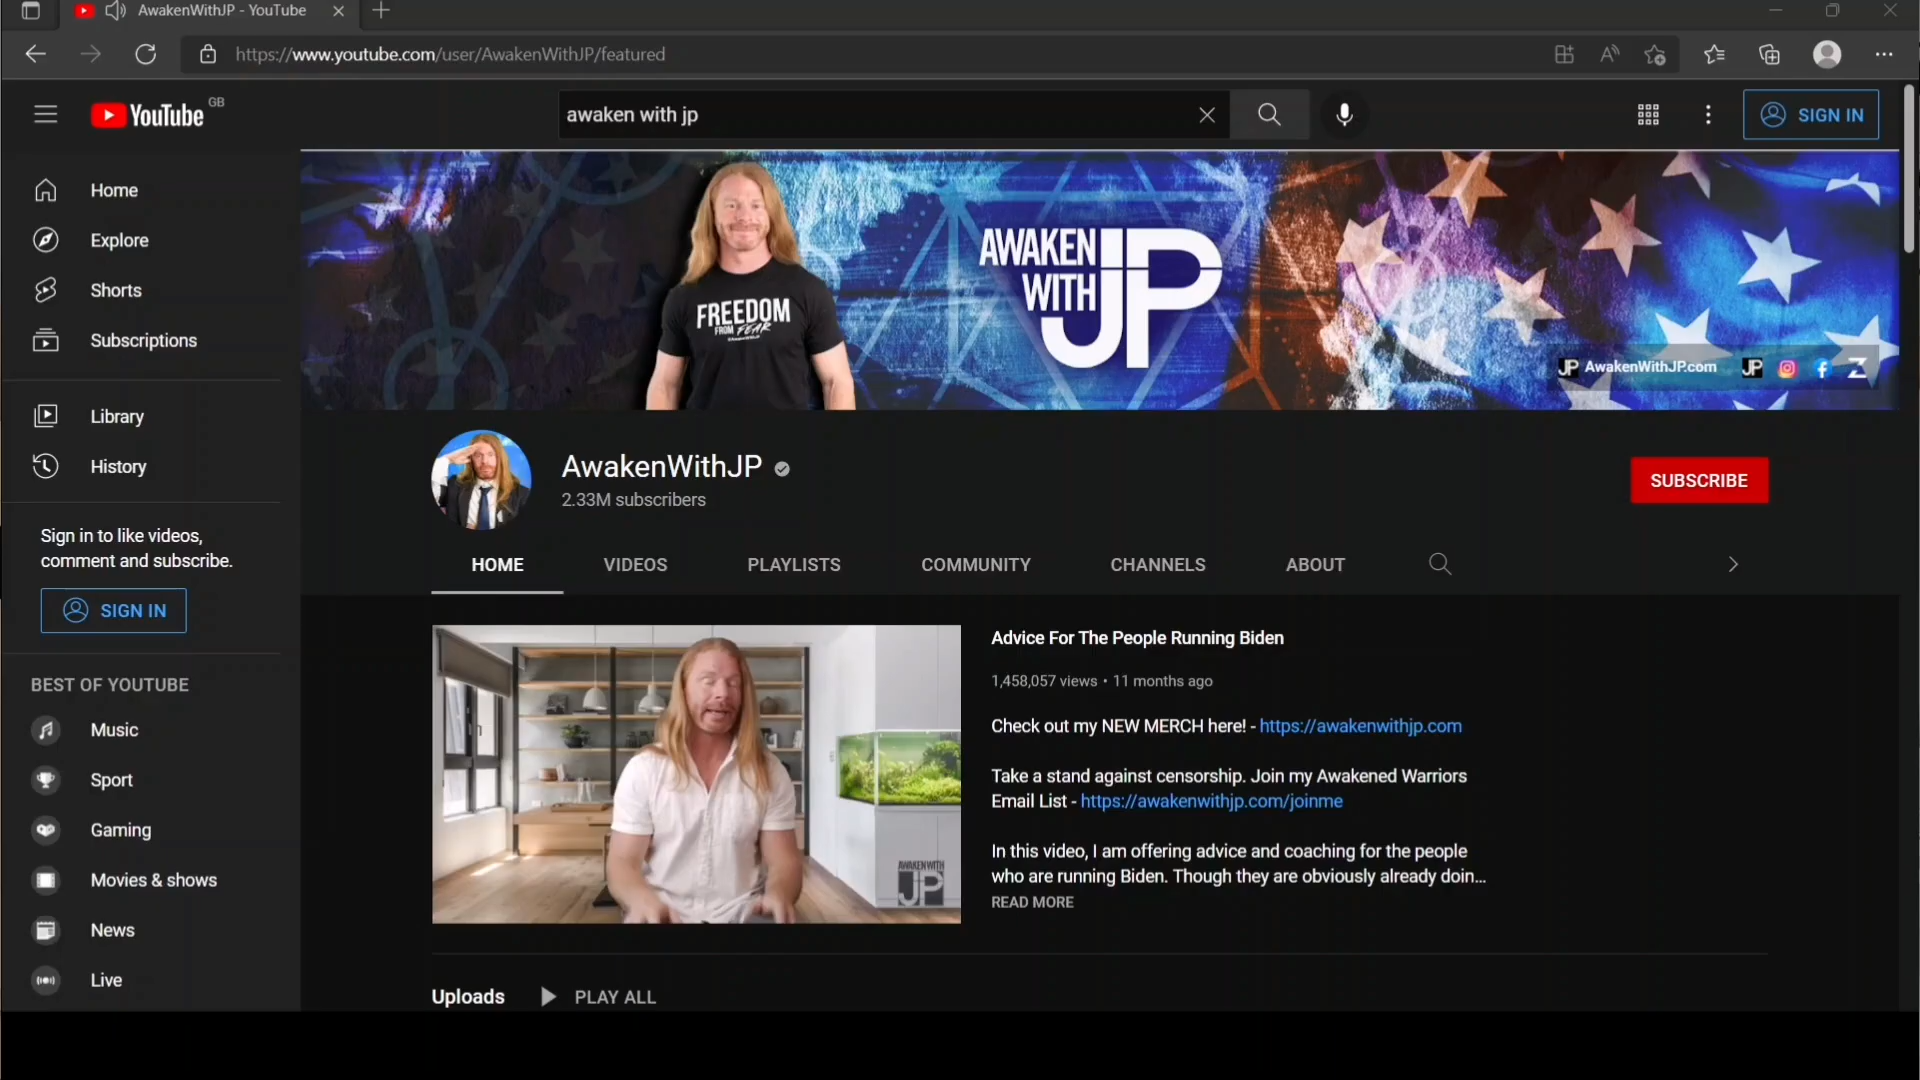 AwakenWithJP - YouTube
https://www.youtube.com/user/AwakenWithJP/featured
YouTube GB
awaken with jp
SIGN IN
Home
Explore
Shorts
Subscriptions
Library
History
Sign in to like videos,
comment and subscribe.
SIGN IN
BEST OF YOUTUBE
Music
Sport
Gaming
Movies & shows
News
Live
FREEDOM
FROM FEAR
AWAKEN
WITH
JP
JP AwakenWithJP.com JP
AwakenWithJP
2.33M subscribers
SUBSCRIBE
HOME VIDEOS PLAYLISTS COMMUNITY CHANNELS ABOUT
AWAKEN WITH
JP
Advice For The People Running Biden
1,458,057 views • 11 months ago
Check out my NEW MERCH here! - https://awakenwithjp.com
Take a stand against censorship. Join my Awakened Warriors
Email List - https://awakenwithjp.com/joinme
In this video, I am offering advice and coaching for the people
who are running Biden. Though they are obviously already doin...
READ MORE
Uploads PLAY ALL